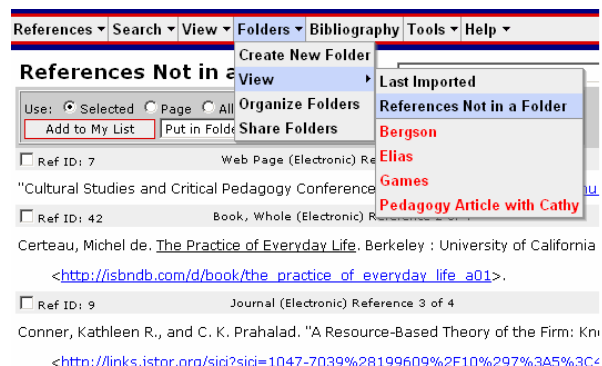 References Search View Folders Bibliography Tools Help
Create New Folder
View
Organize Folders
Share Folders
Last Imported
References Not in a Folder
Bergson
Elias
Games
Pedagogy Article with Cathy
References Not in a
Use: Selected Page All
Add to My List Put in Folde
Ref ID: 7 Web Page (Electronic) Re
"Cultural Studies and Critical Pedagogy Conference
Ref ID: 42 Book, Whole (Electronic) Reference 2 of 4
Certeau, Michel de. The Practice of Everyday Life. Berkeley : University of California
<http://isbndb.com/d/book/the_practice_of_everyday_life_a01>.
Ref ID: 9 Journal (Electronic) Reference 3 of 4
Conner, Kathleen R., and C. K. Prahalad. "A Resource-Based Theory of the Firm: Kno
<http://links.jstor.org/sici?sici=1047-7039%28199609%2F10%297%3A5%3C4